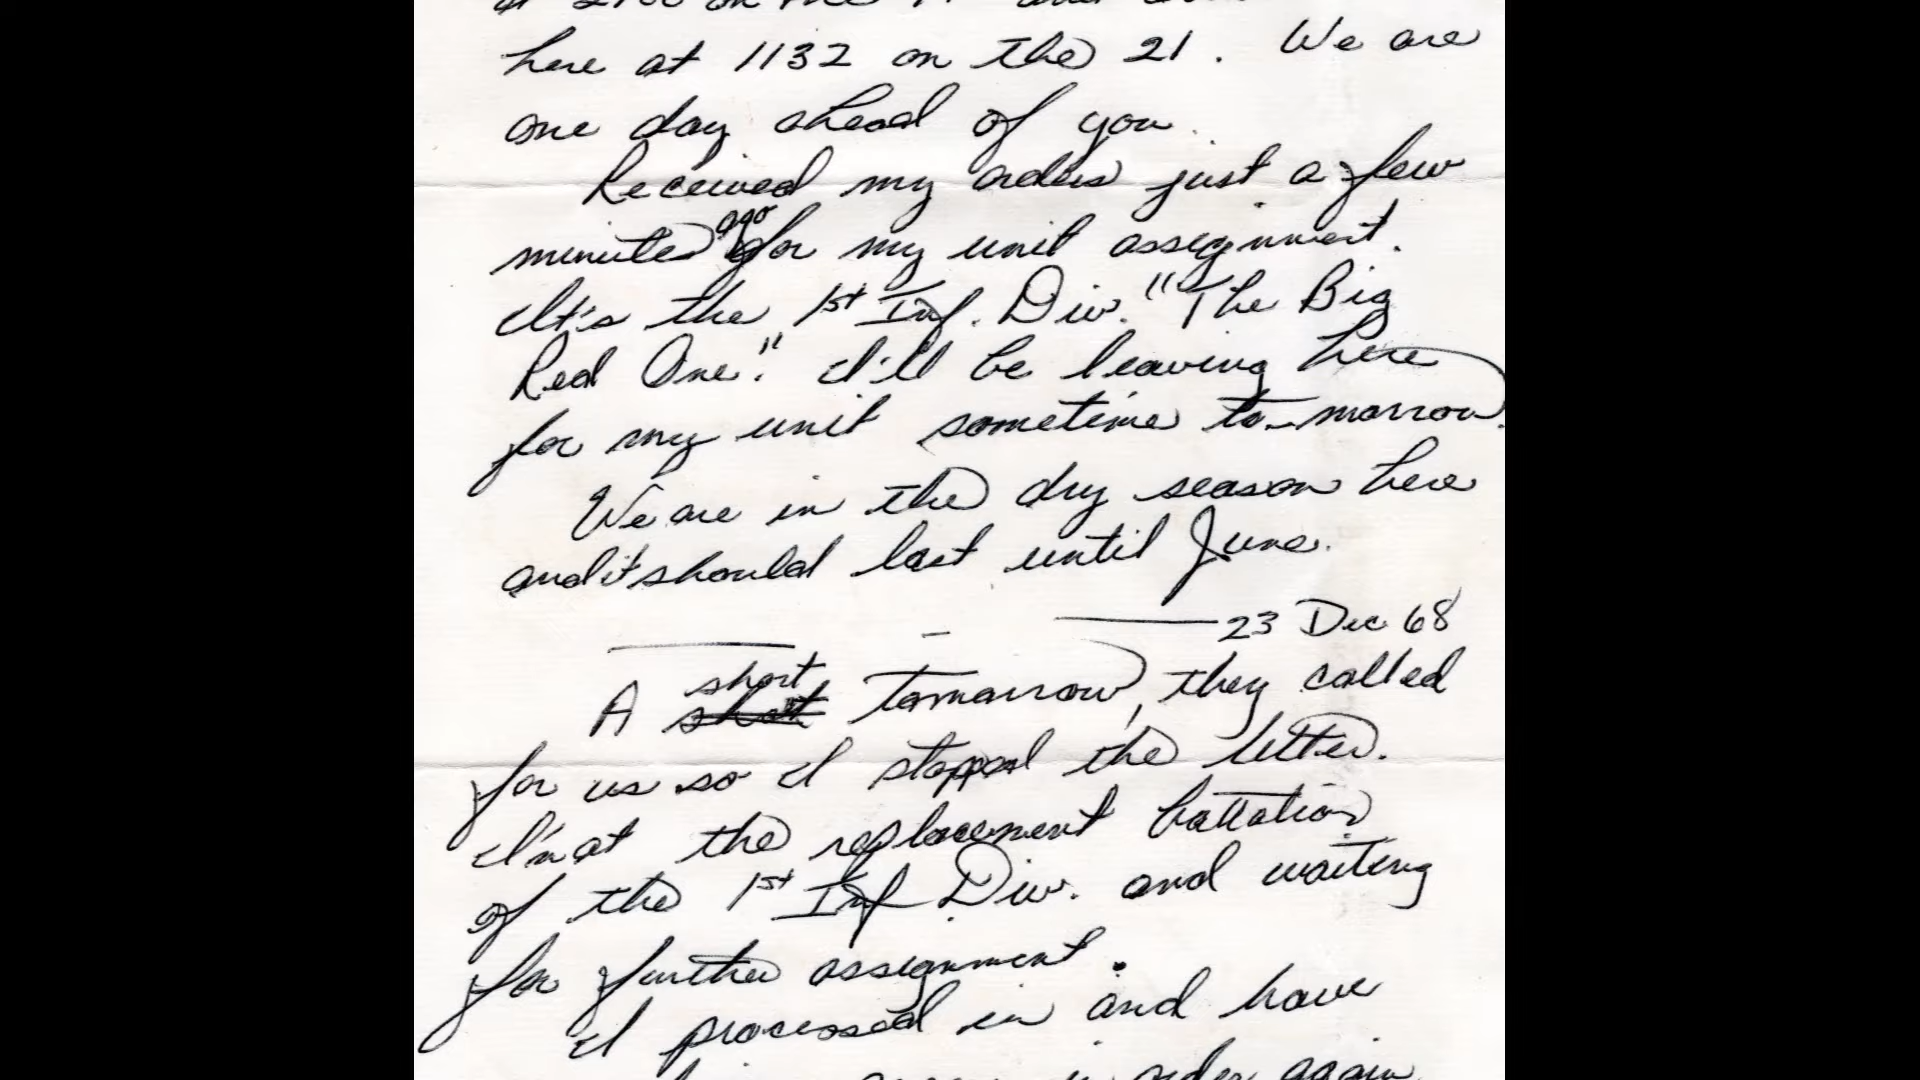 here at 1132 on the 21. We are
one day ahead of you.
Received my orders just a few
minutes ago for my unit assignment.
It's the 1st Inf. Div. "The Big
Red One." I'll be leaving here
for my unit sometime to-morrow.
We are in the dry season here
and it should last until June.
23 Dec 68
A short tomorrow, they called
for us so I stopped the letter.
I'm at the replacement battalion
of the 1st Inf Div. and waiting
for further assignment.
I processed in and have
in order again